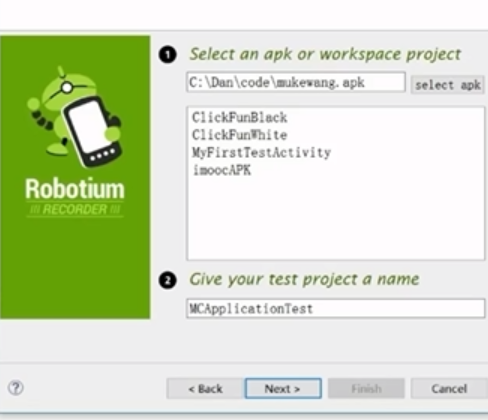 1 Select an apk or workspace project
C:\Dan\code\mukewang.apk select apk
ClickFunBlack
ClickFunWhite
MyFirstTestActivity
imoocAPK
Robotium
/// RECORDER ///
2 Give your test project a name
MCApplicationTest
? < Back Next > Finish Cancel